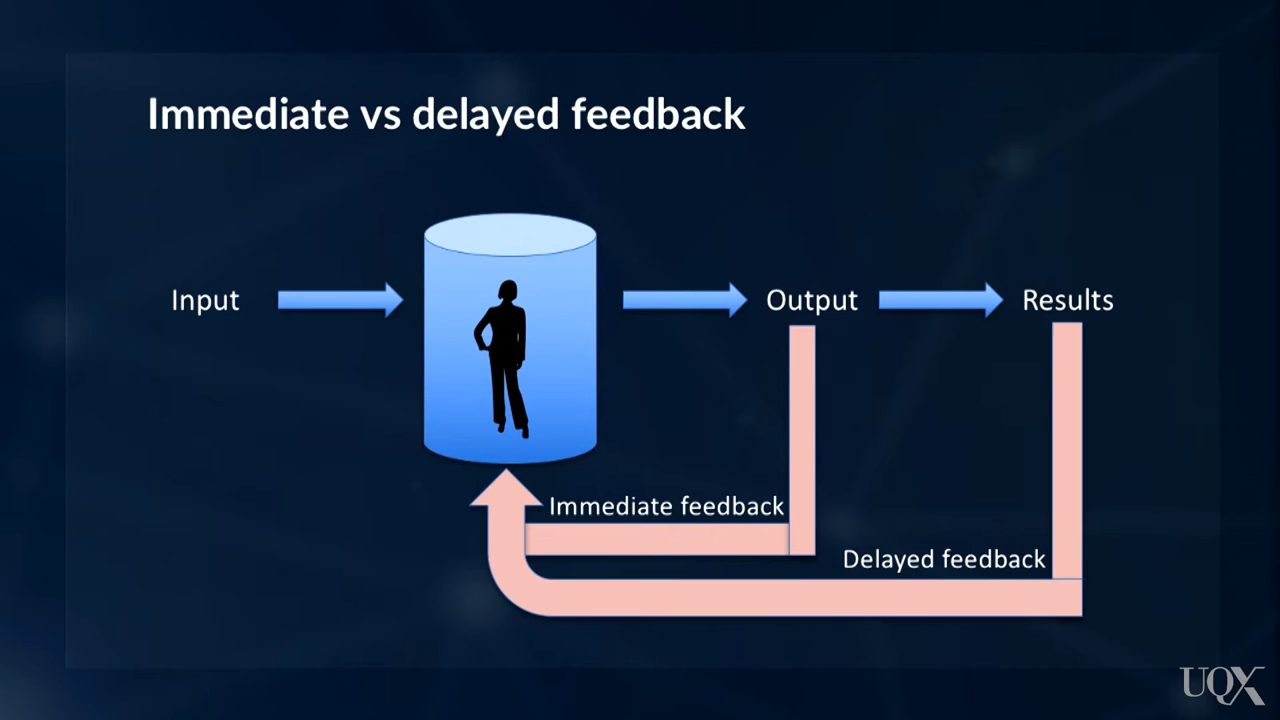 Immediate vs delayed feedback
Input
Output
Results
Immediate feedback
Delayed feedback
UQX